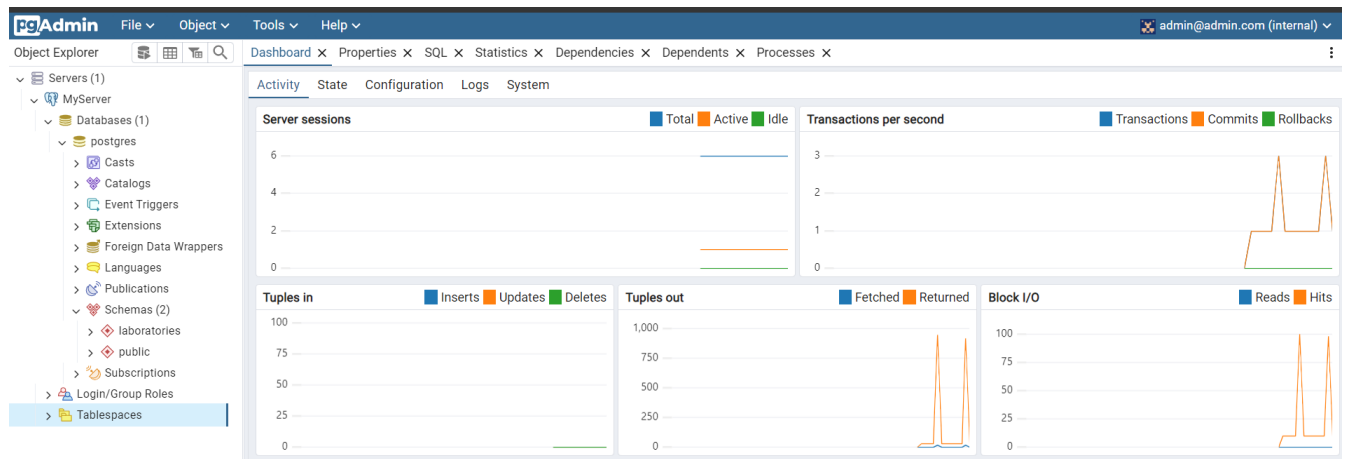 pgAdmin File Object Tools Help admin@admin.com (internal)
Object Explorer
Dashboard Properties SQL Statistics Dependencies Dependents Processes
Servers (1)
MyServer
Databases (1)
postgres
Casts
Catalogs
Event Triggers
Extensions
Foreign Data Wrappers
Languages
Publications
Schemas (2)
laboratories
public
Subscriptions
Login/Group Roles
Tablespaces
Activity State Configuration Logs System
Server sessions Total Active Idle
6
4
2
0
Transactions per second Transactions Commits Rollbacks
3
2
1
0
Tuples in Inserts Updates Deletes
100
75
50
25
0
Tuples out Fetched Returned
1,000
750
500
250
0
Block I/O Reads Hits
100
75
50
25
0